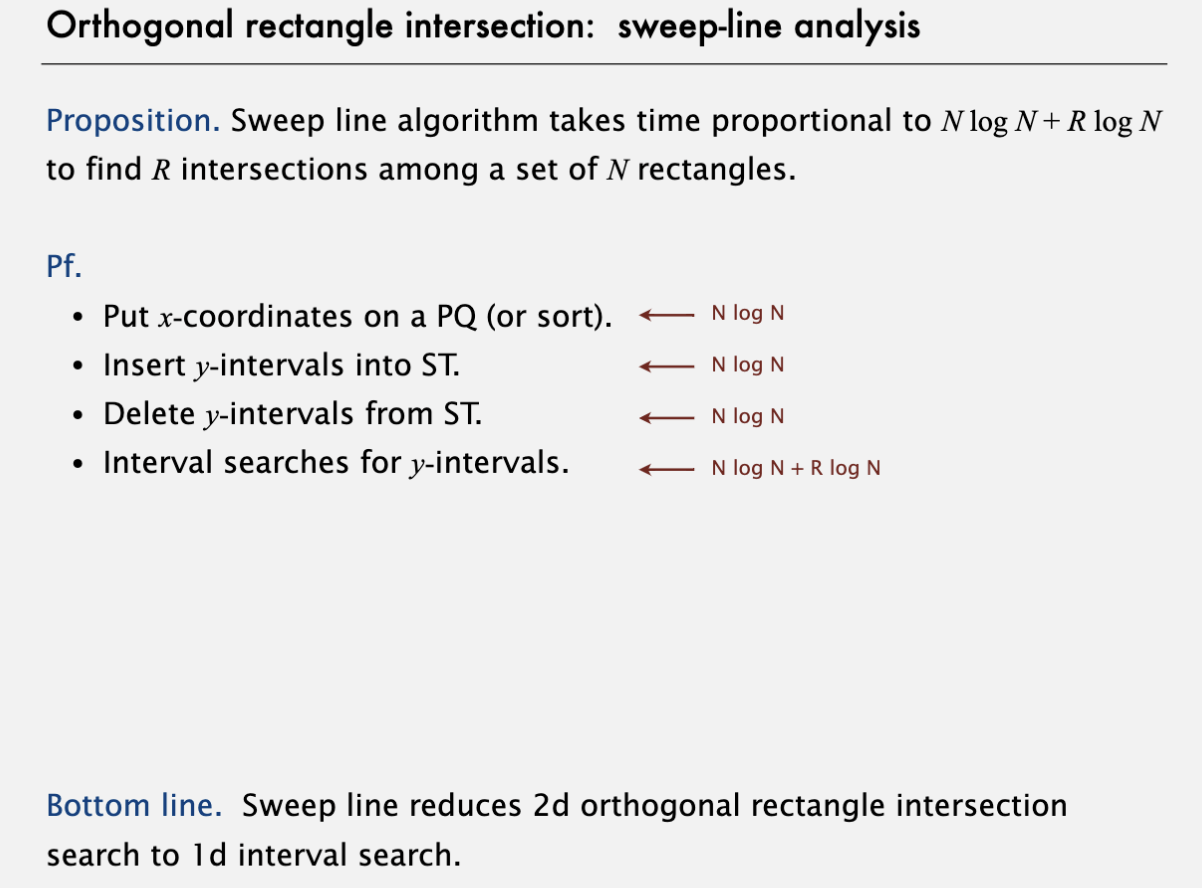 Orthogonal rectangle intersection: sweep-line analysis
Proposition. Sweep line algorithm takes time proportional to N log N + R log N
to find R intersections among a set of N rectangles.
Pf.
• Put x-coordinates on a PQ (or sort). ← N log N
• Insert y-intervals into ST. ← N log N
• Delete y-intervals from ST. ← N log N
• Interval searches for y-intervals. ← N log N + R log N
Bottom line. Sweep line reduces 2d orthogonal rectangle intersection
search to 1d interval search.